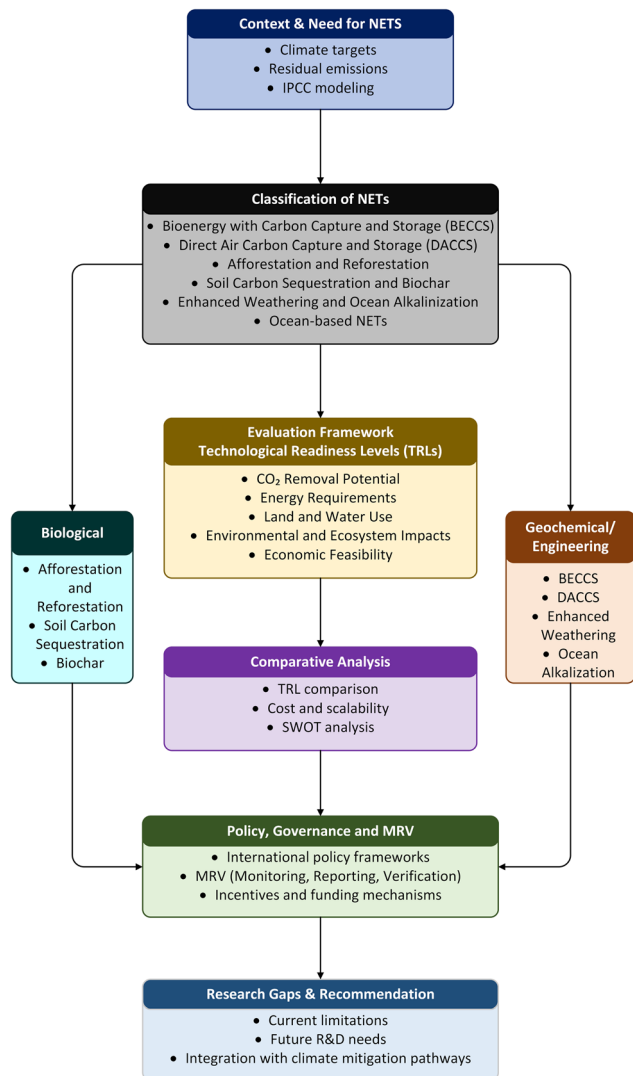 Context & Need for NETS
• Climate targets
• Residual emissions
• IPCC modeling
Classification of NETs
• Bioenergy with Carbon Capture and Storage (BECCS)
• Direct Air Carbon Capture and Storage (DACCS)
• Afforestation and Reforestation
• Soil Carbon Sequestration and Biochar
• Enhanced Weathering and Ocean Alkalinization
• Ocean-based NETs
Evaluation Framework
Technological Readiness Levels (TRLs)
• CO₂ Removal Potential
• Energy Requirements
• Land and Water Use
• Environmental and Ecosystem Impacts
• Economic Feasibility
Biological
• Afforestation
and
Reforestation
• Soil Carbon
Sequestration
• Biochar
Geochemical/
Engineering
• BECCS
• DACCS
• Enhanced
Weathering
• Ocean
Alkalization
Comparative Analysis
• TRL comparison
• Cost and scalability
• SWOT analysis
Policy, Governance and MRV
• International policy frameworks
• MRV (Monitoring, Reporting, Verification)
• Incentives and funding mechanisms
Research Gaps & Recommendation
• Current limitations
• Future R&D needs
• Integration with climate mitigation pathways